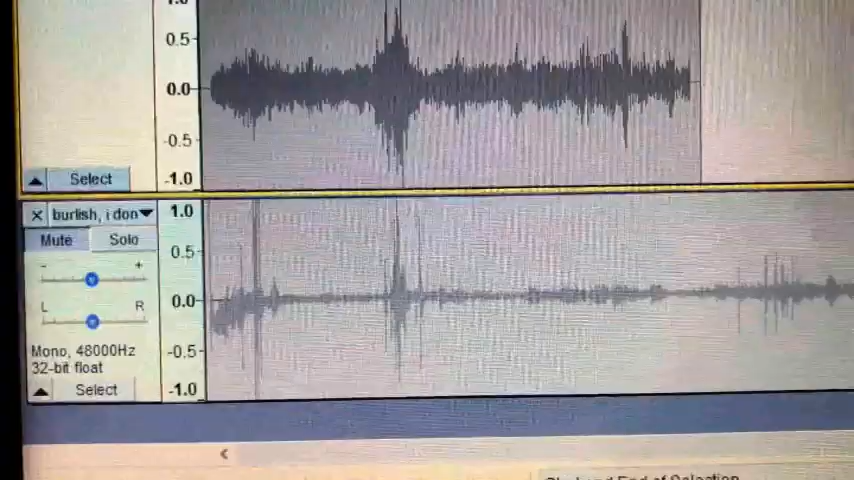 1.0
0.5
0.0
-0.5
Select
-1.0
× burlish, i don
1.0
Mute Solo
0.5
- +
0.0
L R
Mono, 48000Hz
-0.5
32-bit float
Select
-1.0